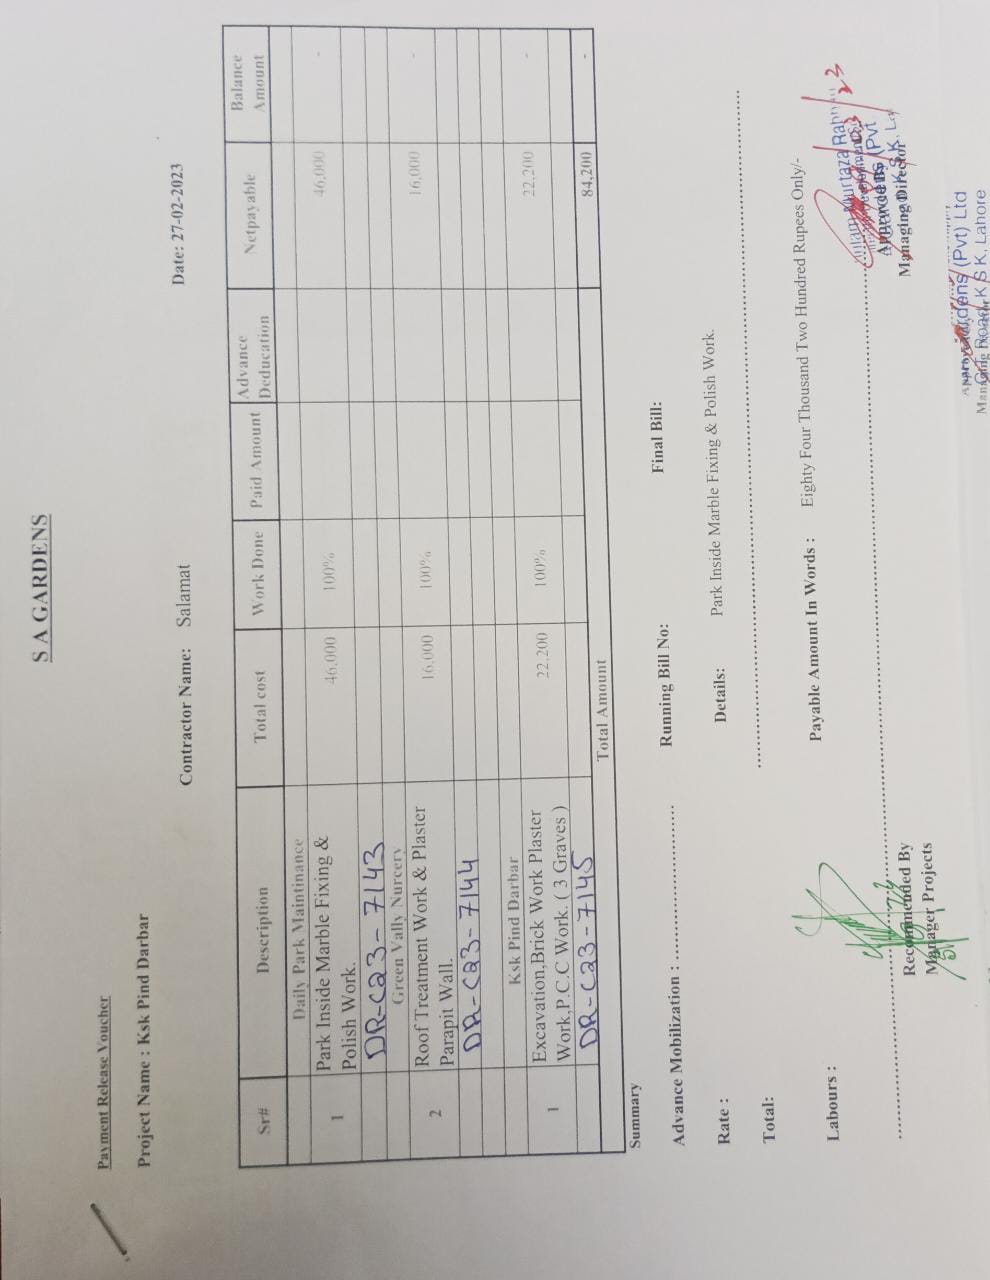 S A GARDENS
Payment Release Voucher
Project Name : Ksk Pind Darbar
Contractor Name: Salamat Date: 27-02-2023
Sr# Description Total cost Work Done Paid Amount Advance Deducation Netpayable Balance Amount
Daily Park Maintinance
1 Park Inside Marble Fixing & Polish Work. 46,000 100% 46,000 -
DR-C23-7143
Green Vally Nurcery
2 Roof Treatment Work & Plaster Parapit Wall. 16,000 100% 16,000 -
DR-C23-7144
Ksk Pind Darbar
1 Excavation,Brick Work Plaster Work,P.C.C Work. ( 3 Graves ) 22,200 100% 22,200 -
DR-C23-7145
Total Amount 84,200 -
Summary
Advance Mobilization : .................... Running Bill No: Final Bill:
Rate : Details: Park Inside Marble Fixing & Polish Work.
Total:
Labours : Payable Amount In Words : Eighty Four Thousand Two Hundred Rupees Only/-
Recommended By
Manager Projects
Murtaza
Approved By
Managing Director
(Pvt) Ltd
Road, K S K, Lahore